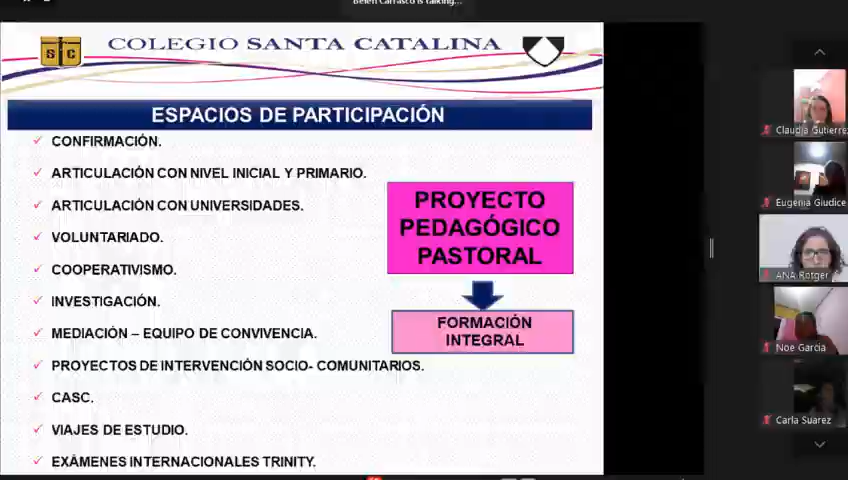 Belen Carrasco is talking...
S C
COLEGIO SANTA CATALINA
ESPACIOS DE PARTICIPACIÓN
CONFIRMACIÓN.
ARTICULACIÓN CON NIVEL INICIAL Y PRIMARIO.
ARTICULACIÓN CON UNIVERSIDADES.
VOLUNTARIADO.
COOPERATIVISMO.
INVESTIGACIÓN.
MEDIACIÓN – EQUIPO DE CONVIVENCIA.
PROYECTOS DE INTERVENCIÓN SOCIO- COMUNITARIOS.
CASC.
VIAJES DE ESTUDIO.
EXÁMENES INTERNACIONALES TRINITY.
PROYECTO
PEDAGÓGICO
PASTORAL
FORMACIÓN
INTEGRAL
Claudia Gutierrez
Eugenia Giudice
ANA Rotger
Noe Garcia
Carla Suarez